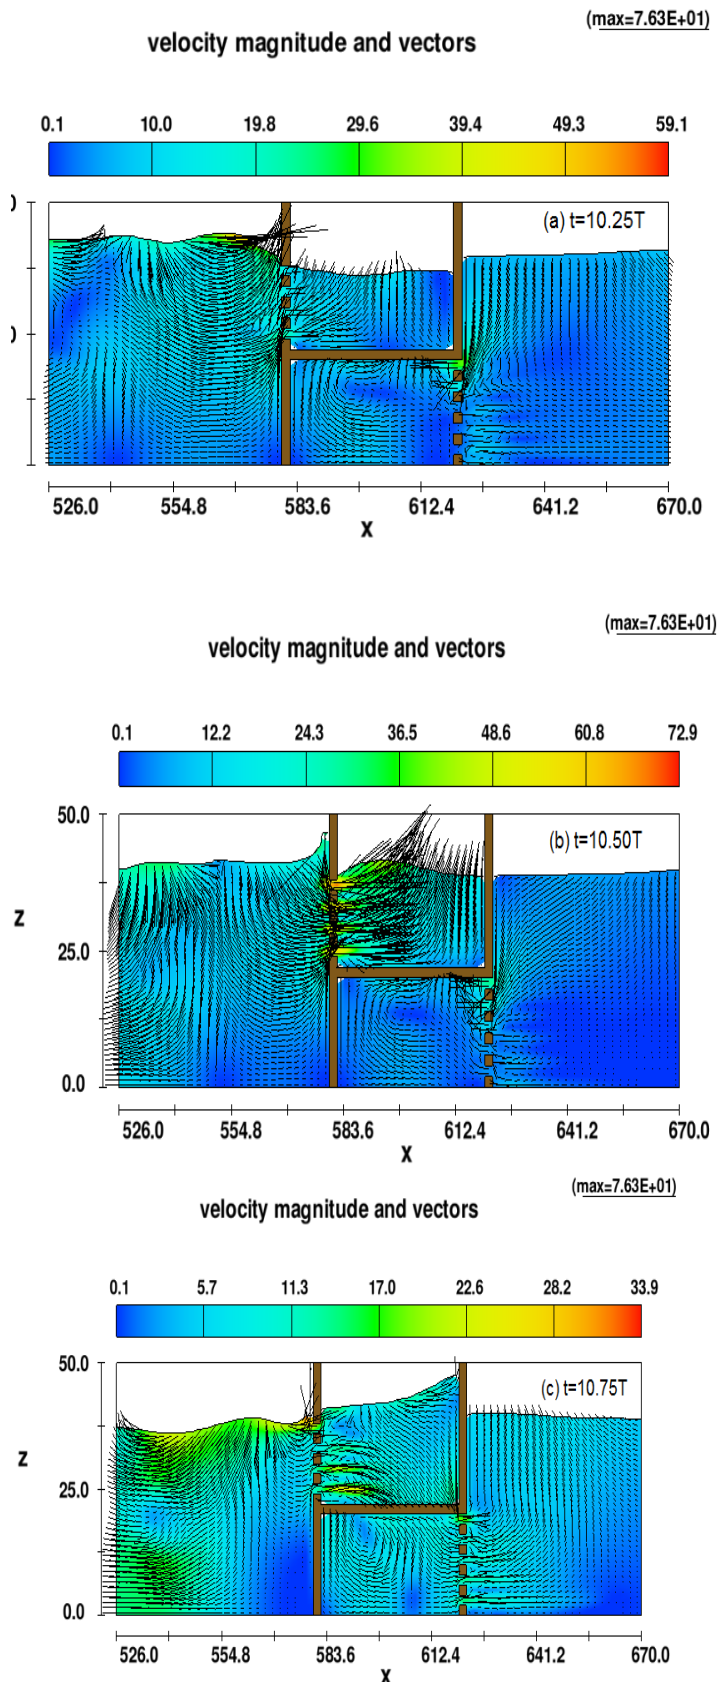 (max=7.63E+01)
velocity magnitude and vectors
0.1 10.0 19.8 29.6 39.4 49.3 59.1
(a) t=10.25T
526.0 554.8 583.6 612.4 641.2 670.0
X
(max=7.63E+01)
velocity magnitude and vectors
0.1 12.2 24.3 36.5 48.6 60.8 72.9
50.0
(b) t=10.50T
Z
25.0
0.0
526.0 554.8 583.6 612.4 641.2 670.0
X
(max=7.63E+01)
velocity magnitude and vectors
0.1 5.7 11.3 17.0 22.6 28.2 33.9
50.0
(c) t=10.75T
Z
25.0
0.0
526.0 554.8 583.6 612.4 641.2 670.0
X